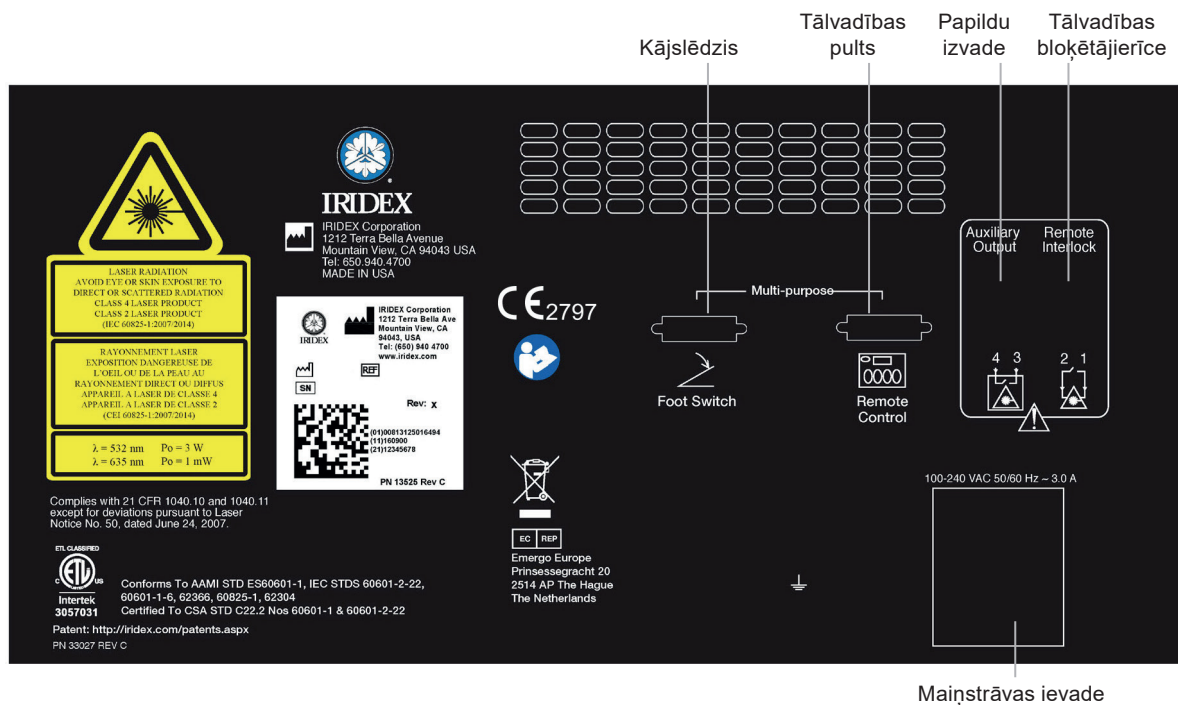 Kājslēdzis
Tālvadības
pults
Papildu
izvade
Tālvadības
bloķētājierīce
IRIDEX
IRIDEX Corporation
1212 Terra Bella Avenue
Mountain View, CA 94043 USA
Tel: 650.940.4700
MADE IN USA
LASER RADIATION
AVOID EYE OR SKIN EXPOSURE TO
DIRECT OR SCATTERED RADIATION
CLASS 4 LASER PRODUCT
CLASS 2 LASER PRODUCT
(IEC 60825-1:2007/2014)
RAYONNEMENT LASER
EXPOSITION DANGEREUSE DE
L'OEIL OU DE LA PEAU AU
RAYONNEMENT DIRECT OU DIFFUS
APPAREIL A LASER DE CLASSE 4
APPAREIL A LASER DE CLASSE 2
(CEI 60825-1:2007/2014)
λ = 532 nm Po = 3 W
λ = 635 nm Po = 1 mW
IRIDEX
IRIDEX Corporation
1212 Terra Bella Ave
Mountain View, CA
94043, USA
Tel: (650) 940 4700
www.iridex.com
REF
SN
Rev: x
(01)00813125016494
(11)160900
(21)12345678
PN 13525 Rev C
Complies with 21 CFR 1040.10 and 1040.11
except for deviations pursuant to Laser
Notice No. 50, dated June 24, 2007.
ETL CLASSIFIED
C ETL US
Intertek
3057031
Conforms To AAMI STD ES60601-1, IEC STDS 60601-2-22,
60601-1-6, 62366, 60825-1, 62304
Certified To CSA STD C22.2 Nos 60601-1 & 60601-2-22
Patent: http://iridex.com/patents.aspx
PN 33027 REV C
CE 2797
EC REP
Emergo Europe
Prinsessegracht 20
2514 AP The Hague
The Netherlands
Multi-purpose
Foot Switch
0000
Remote
Control
Auxiliary
Output
Remote
Interlock
4 3
2 1
100-240 VAC 50/60 Hz ~ 3.0 A
Maiņstrāvas ievade